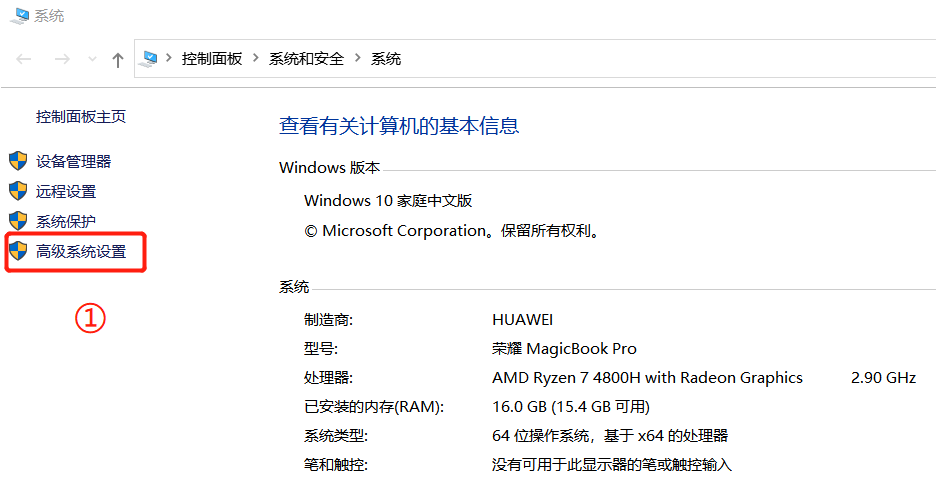 系统
控制面板 > 系统和安全 > 系统
控制面板主页
设备管理器
远程设置
系统保护
高级系统设置
①
查看有关计算机的基本信息
Windows 版本
Windows 10 家庭中文版
© Microsoft Corporation。保留所有权利。
系统
制造商: HUAWEI
型号: 荣耀 MagicBook Pro
处理器: AMD Ryzen 7 4800H with Radeon Graphics 2.90 GHz
已安装的内存(RAM): 16.0 GB (15.4 GB 可用)
系统类型: 64 位操作系统，基于 x64 的处理器
笔和触控: 没有可用于此显示器的笔或触控输入